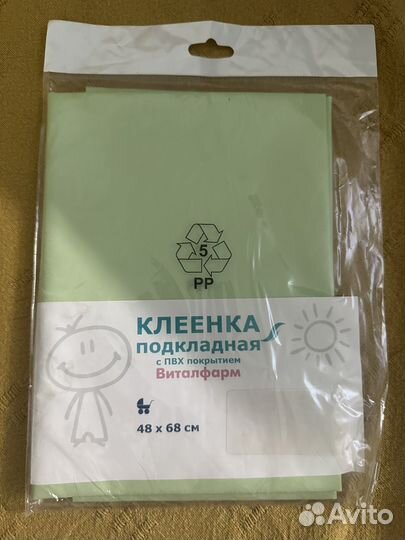 5
PP
КЛЕЕНКА
подкладная
с ПВХ покрытием
Виталфарм
48 x 68 см
Avito